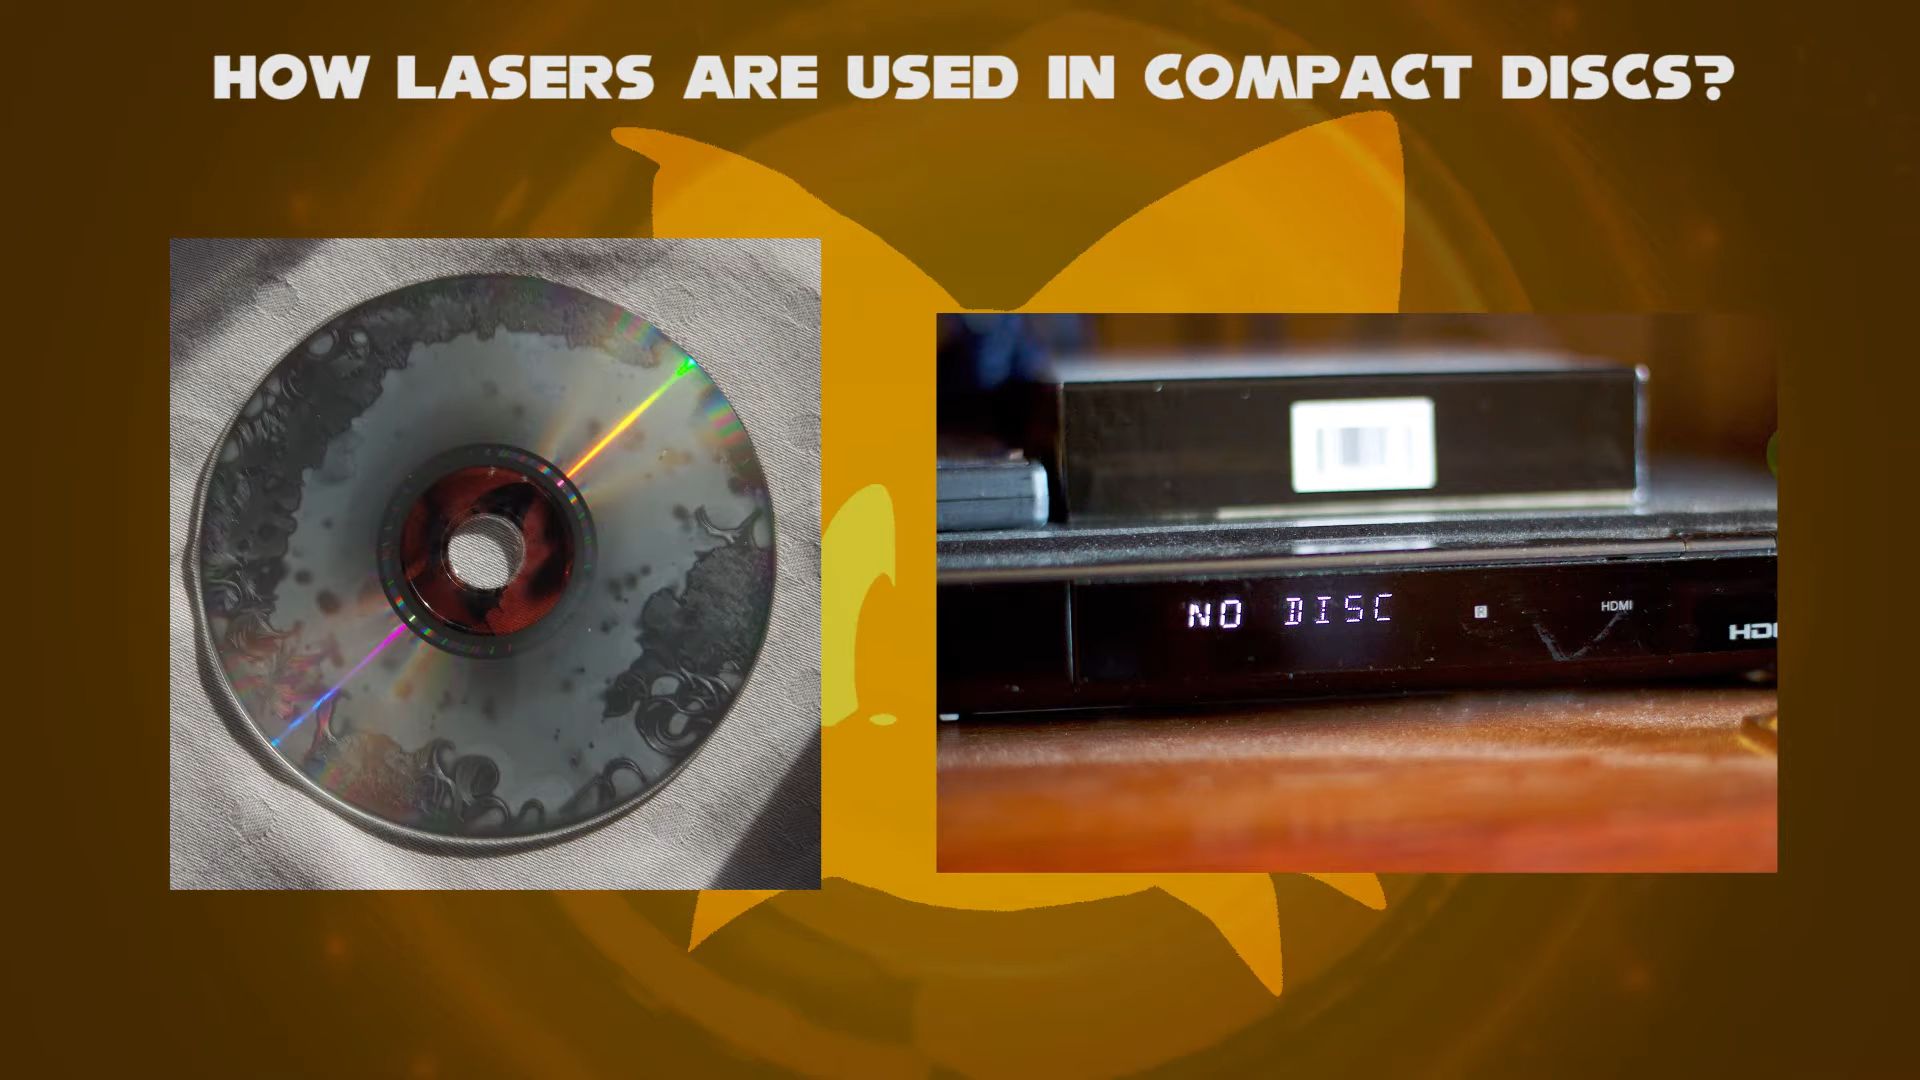 HOW LASERS ARE USED IN COMPACT DISCS?
NO DISC
HDMI